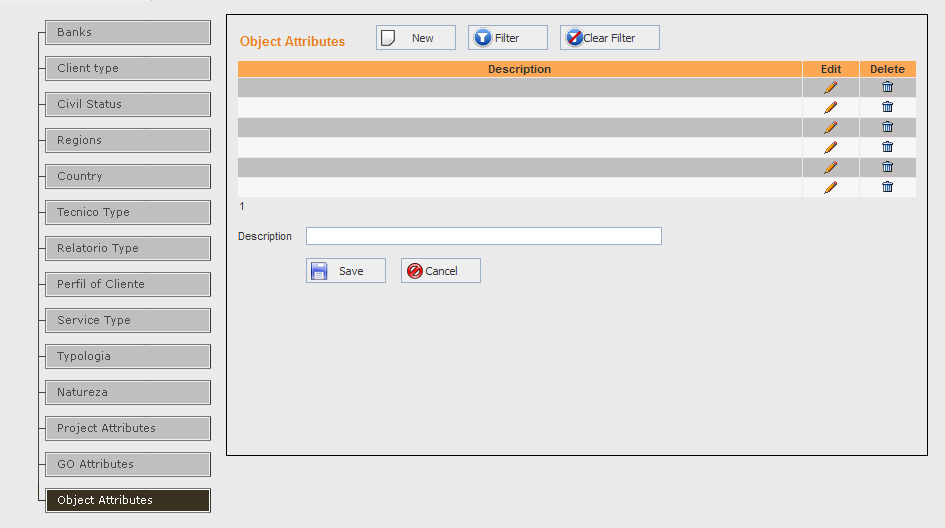 Banks
Client type
Civil Status
Regions
Country
Tecnico Type
Relatorio Type
Perfil of Cliente
Service Type
Typologia
Natureza
Project Attributes
GO Attributes
Object Attributes
Object Attributes New Filter Clear Filter
Description Edit Delete
1
Description
Save Cancel